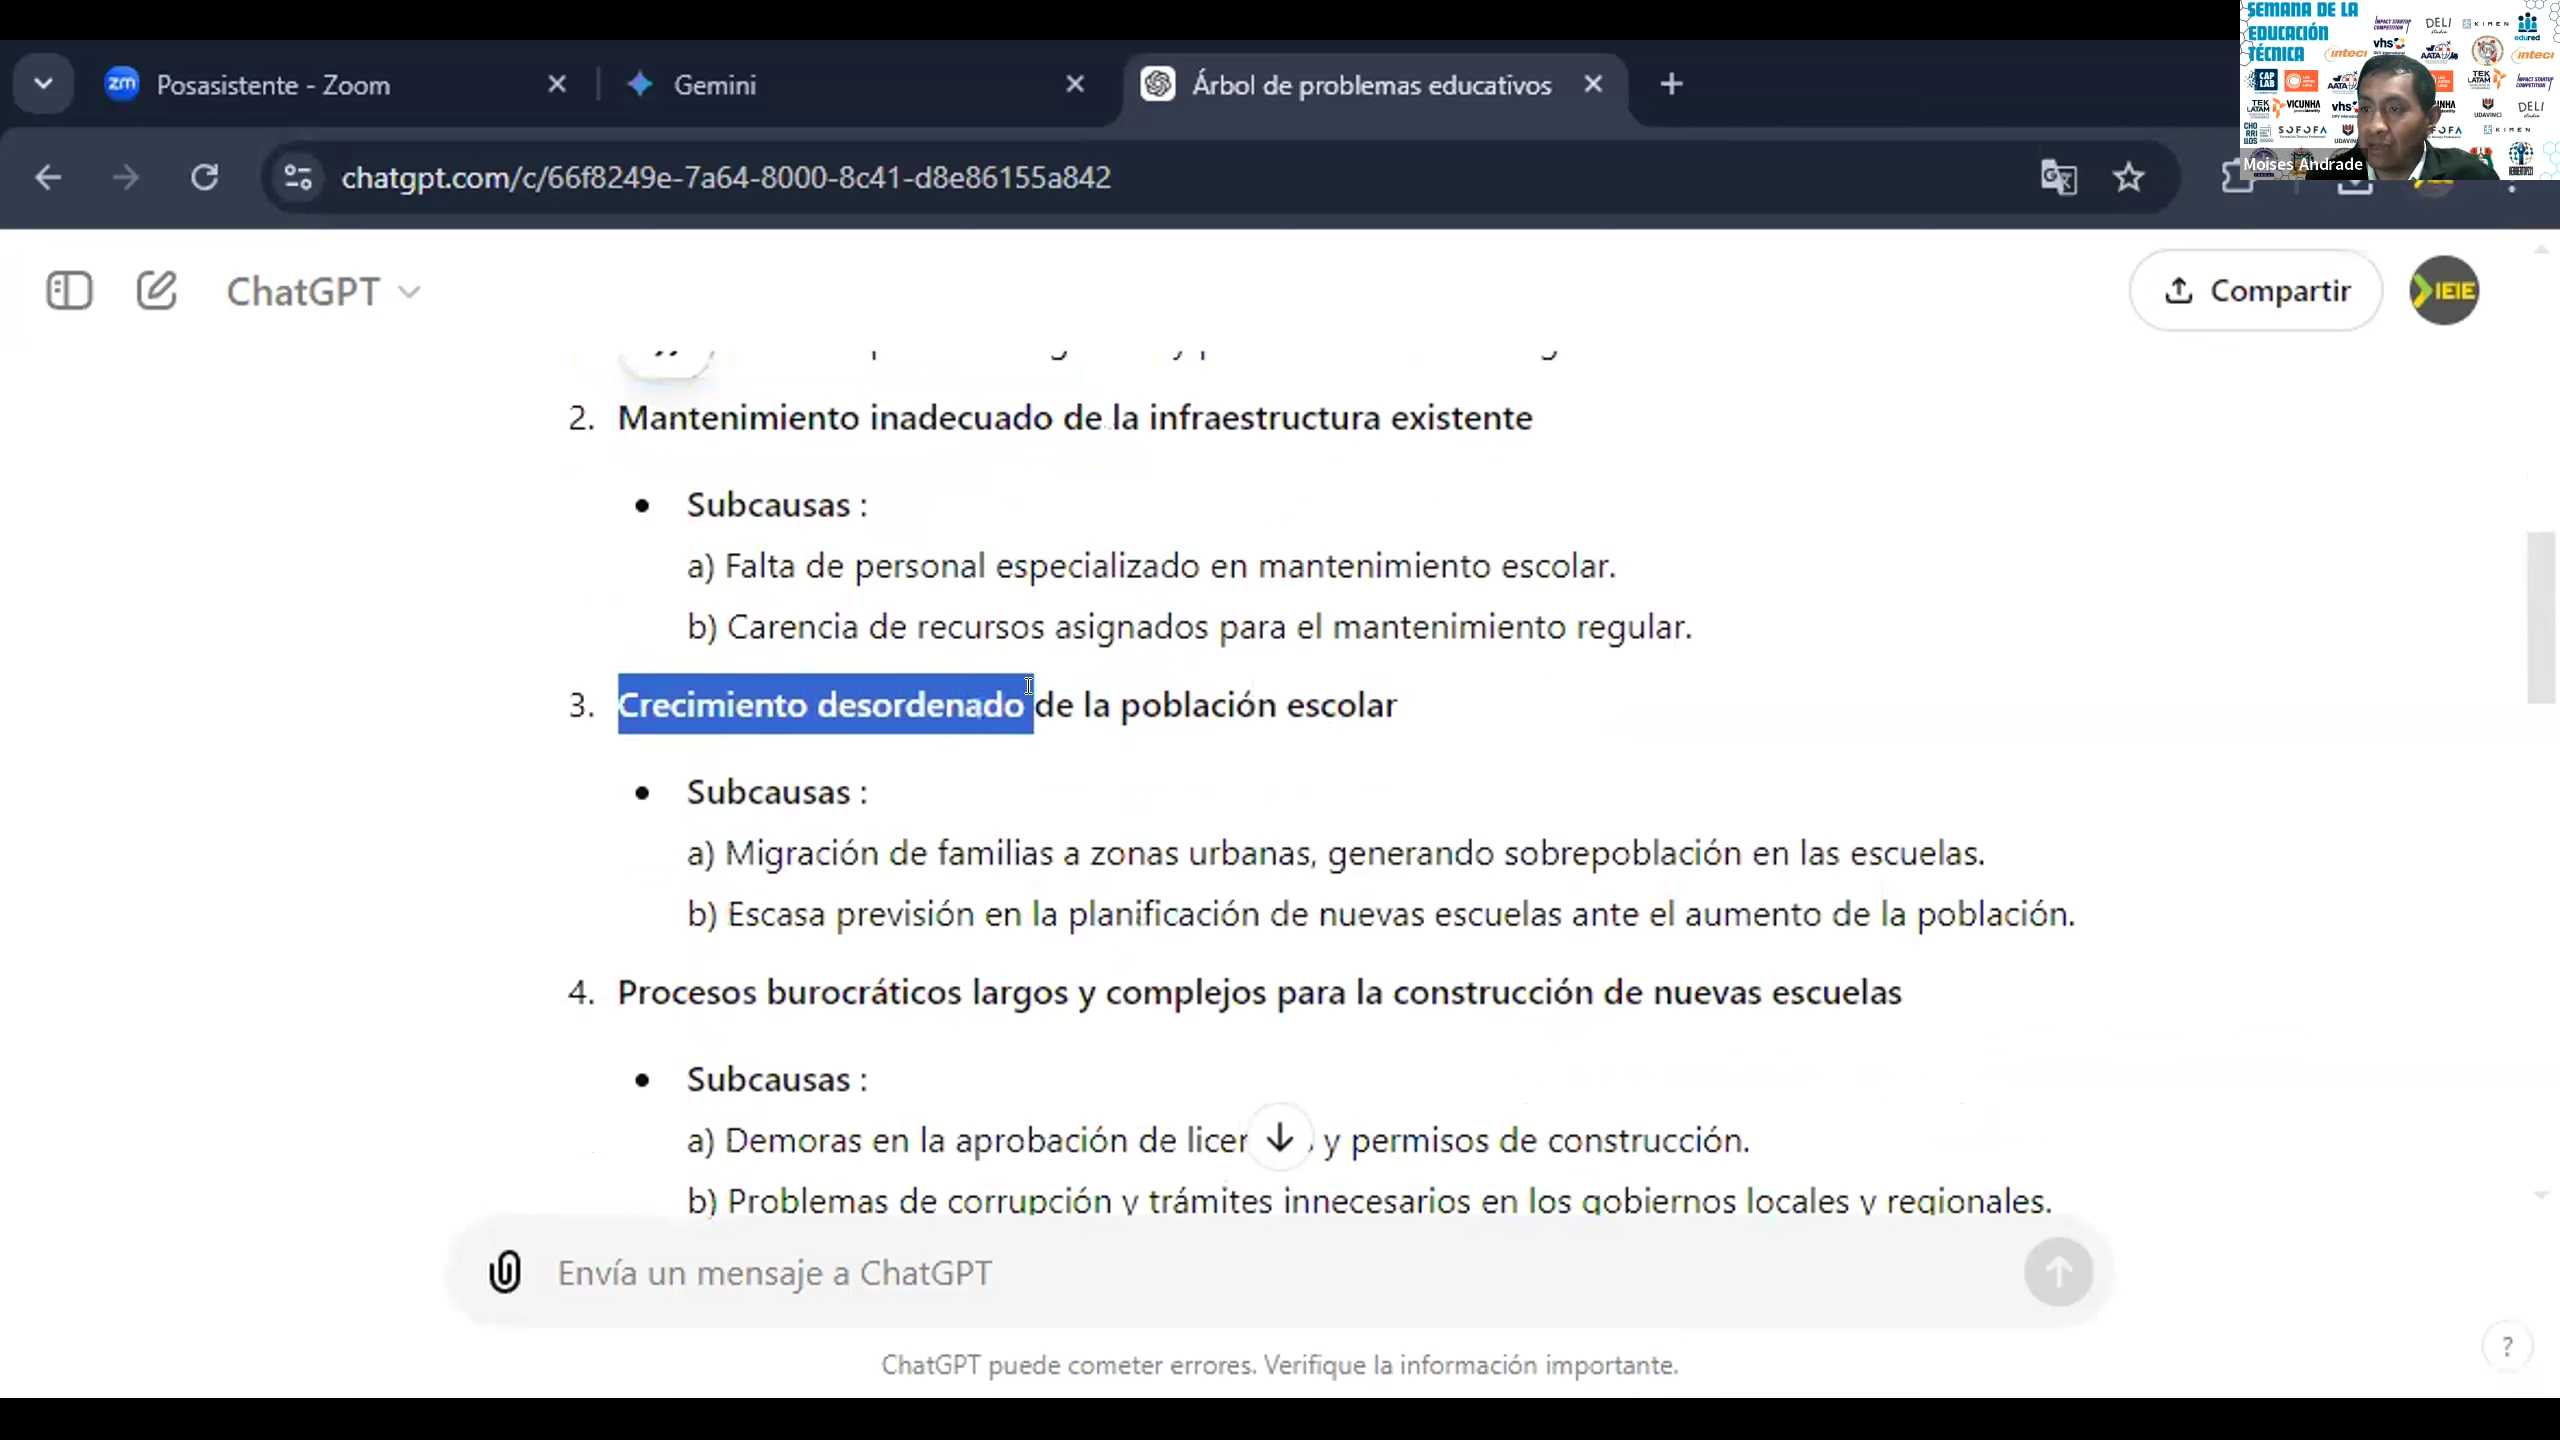 Posasistente - Zoom
Gemini
Árbol de problemas educativos
chatgpt.com/c/66f8249e-7a64-8000-8c41-d8e86155a842
SEMANA DE LA
EDUCACIÓN
TÉCNICA
Moises Andrade
ChatGPT
Compartir
IEIE
2. Mantenimiento inadecuado de la infraestructura existente
Subcausas :
a) Falta de personal especializado en mantenimiento escolar.
b) Carencia de recursos asignados para el mantenimiento regular.
3. Crecimiento desordenado de la población escolar
Subcausas :
a) Migración de familias a zonas urbanas, generando sobrepoblación en las escuelas.
b) Escasa previsión en la planificación de nuevas escuelas ante el aumento de la población.
4. Procesos burocráticos largos y complejos para la construcción de nuevas escuelas
Subcausas :
a) Demoras en la aprobación de y permisos de construcción.
b) Problemas de corrupción y trámites innecesarios en los gobiernos locales y regionales.
Envía un mensaje a ChatGPT
ChatGPT puede cometer errores. Verifique la información importante.
?